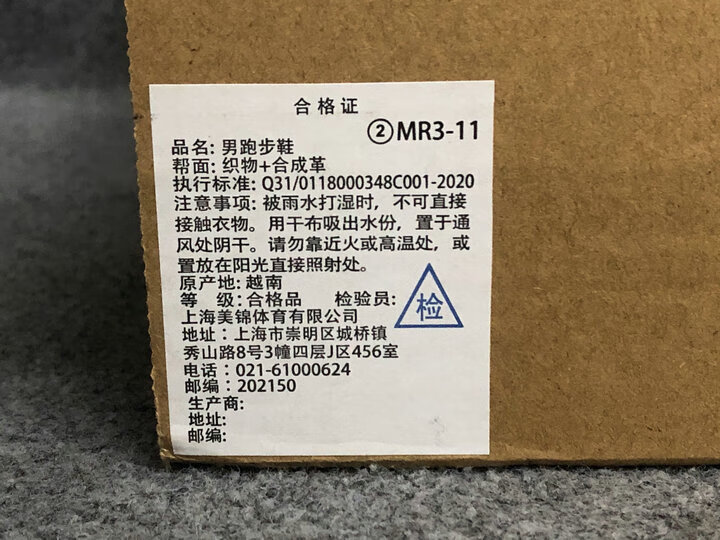 合格证
②MR3-11
品名: 男跑步鞋
帮面: 织物+合成革
执行标准: Q31/0118000348C001-2020
注意事项: 被雨水打湿时，不可直接
接触衣物。用干布吸出水份，置于通
风处阴干。请勿靠近火或高温处，或
置放在阳光直接照射处。
原产地: 越南
等 级: 合格品 检验员: 检
上海美锦体育有限公司
地址: 上海市崇明区城桥镇
秀山路8号3幢四层J区456室
电话: 021-61000624
邮编: 202150
生产商:
地址:
邮编: